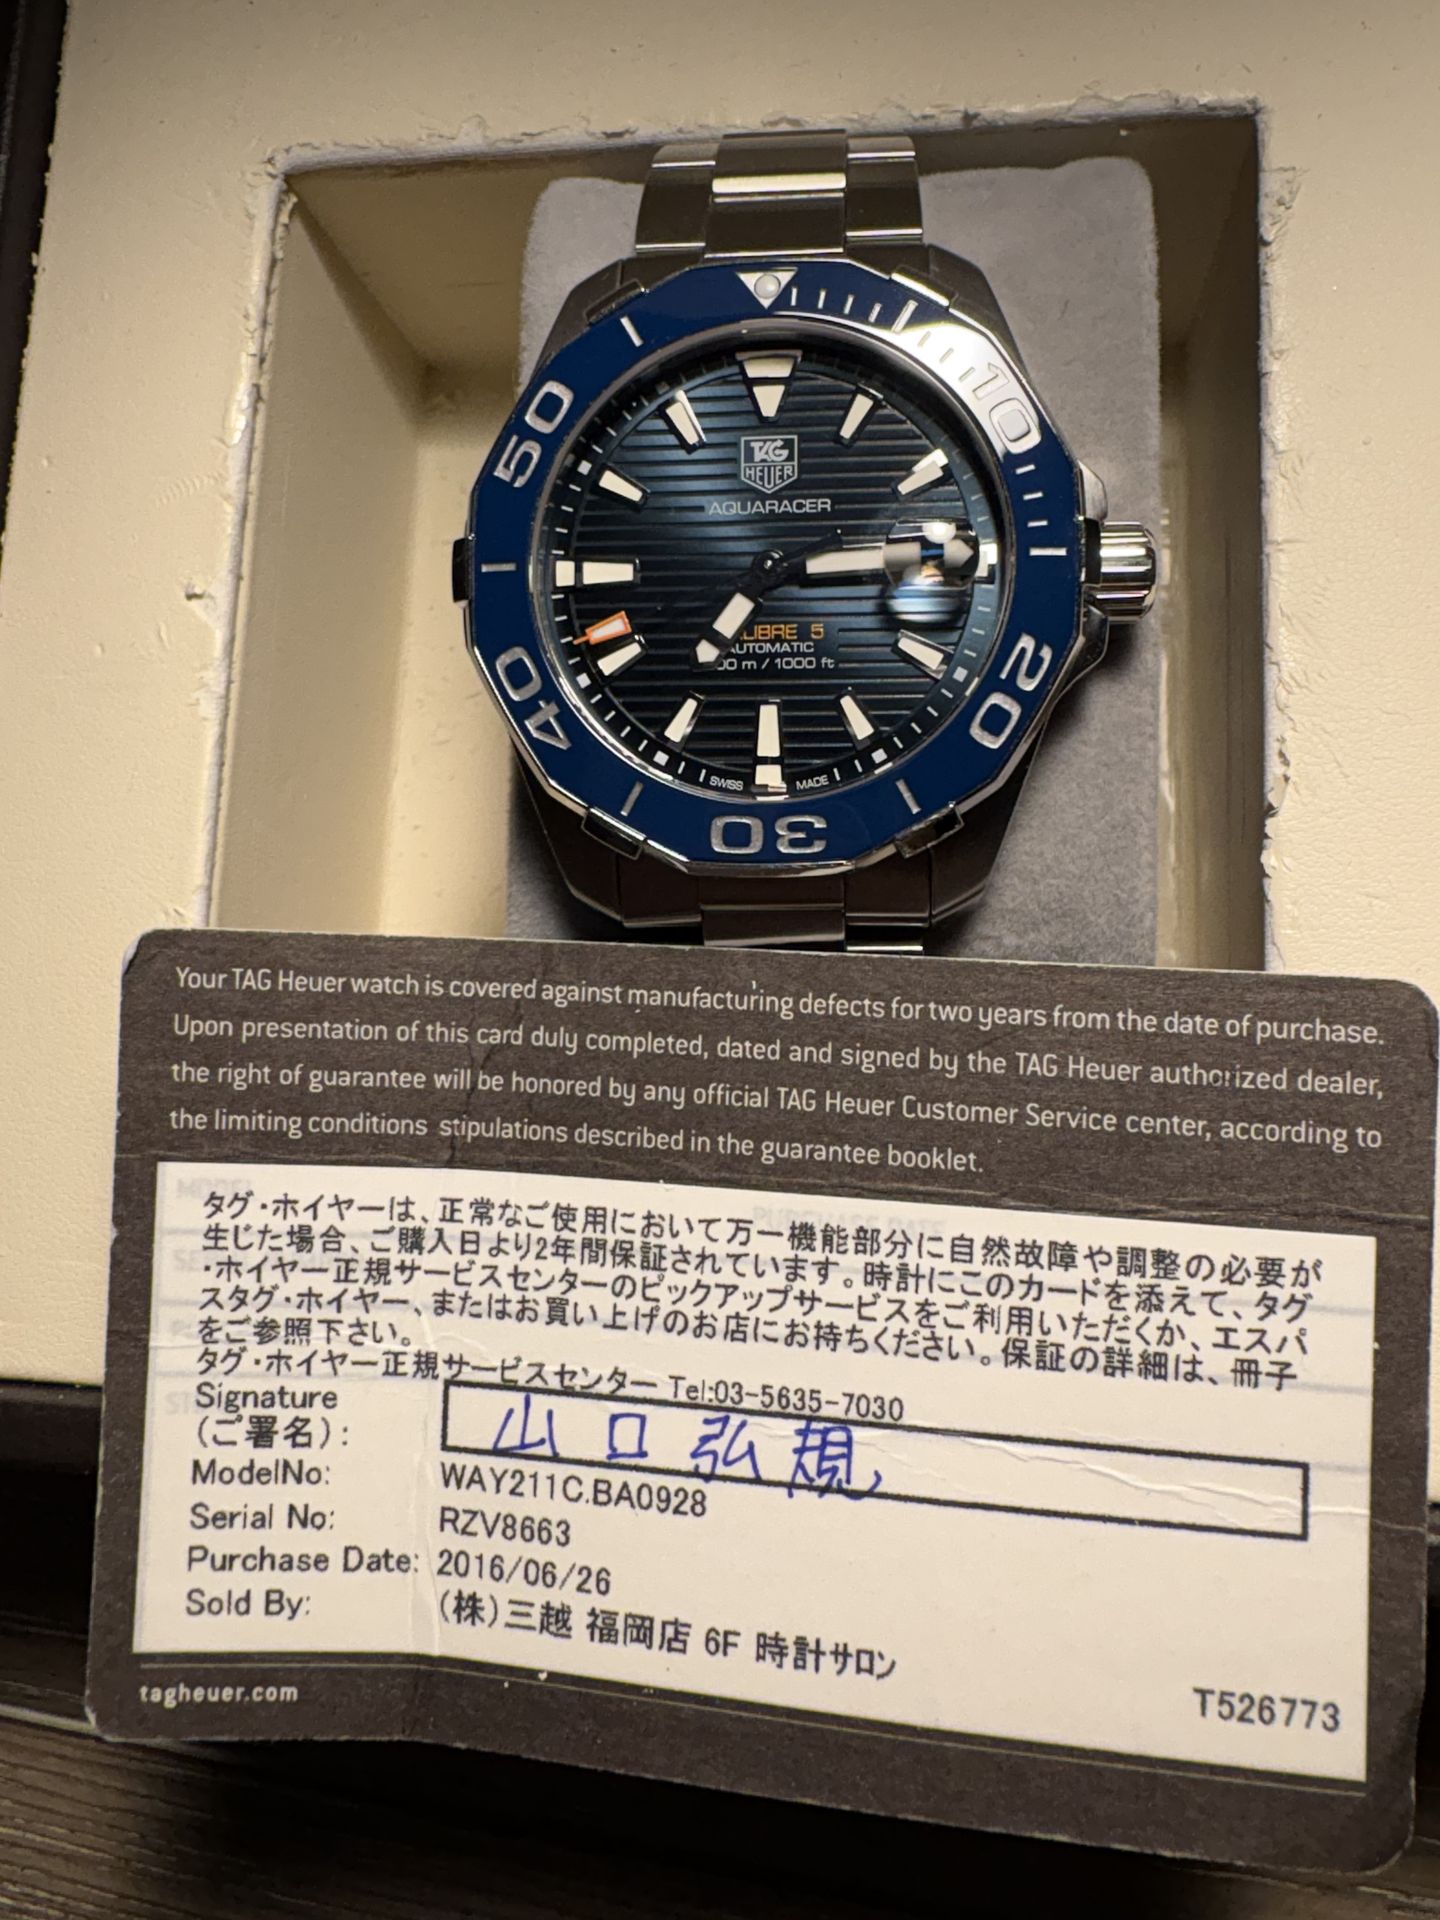 50
10
TAG
HEUER
AQUARACER
5
AUTOMATIC
m / 1000 ft
40
20
SWISS MADE
30
Your TAG Heuer watch is covered against manufacturing defects for two years from the date of purchase.
Upon presentation of this card duly completed, dated and signed by the TAG Heuer authorized dealer,
the right of guarantee will be honored by any official TAG Heuer Customer Service center, according to
the limiting conditions stipulations described in the guarantee booklet.
タグ・ホイヤーは、正常なご使用において万一機能部分に自然故障や調整の必要が
生じた場合、ご購入日より2年間保証されています。時計にこのカードを添えて、タグ
・ホイヤー正規サービスセンターのピックアップサービスをご利用いただくか、エスパ
スタグ・ホイヤー、またはお買い上げのお店にお持ちください。保証の詳細は、冊子
をご参照下さい。
タグ・ホイヤー正規サービスセンター Tel:03-5635-7030
Signature
(ご署名): 山口弘規
ModelNo: WAY211C.BA0928
Serial No: RZV8663
Purchase Date: 2016/06/26
Sold By: (株)三越 福岡店 6F 時計サロン
tagheuer.com
T526773